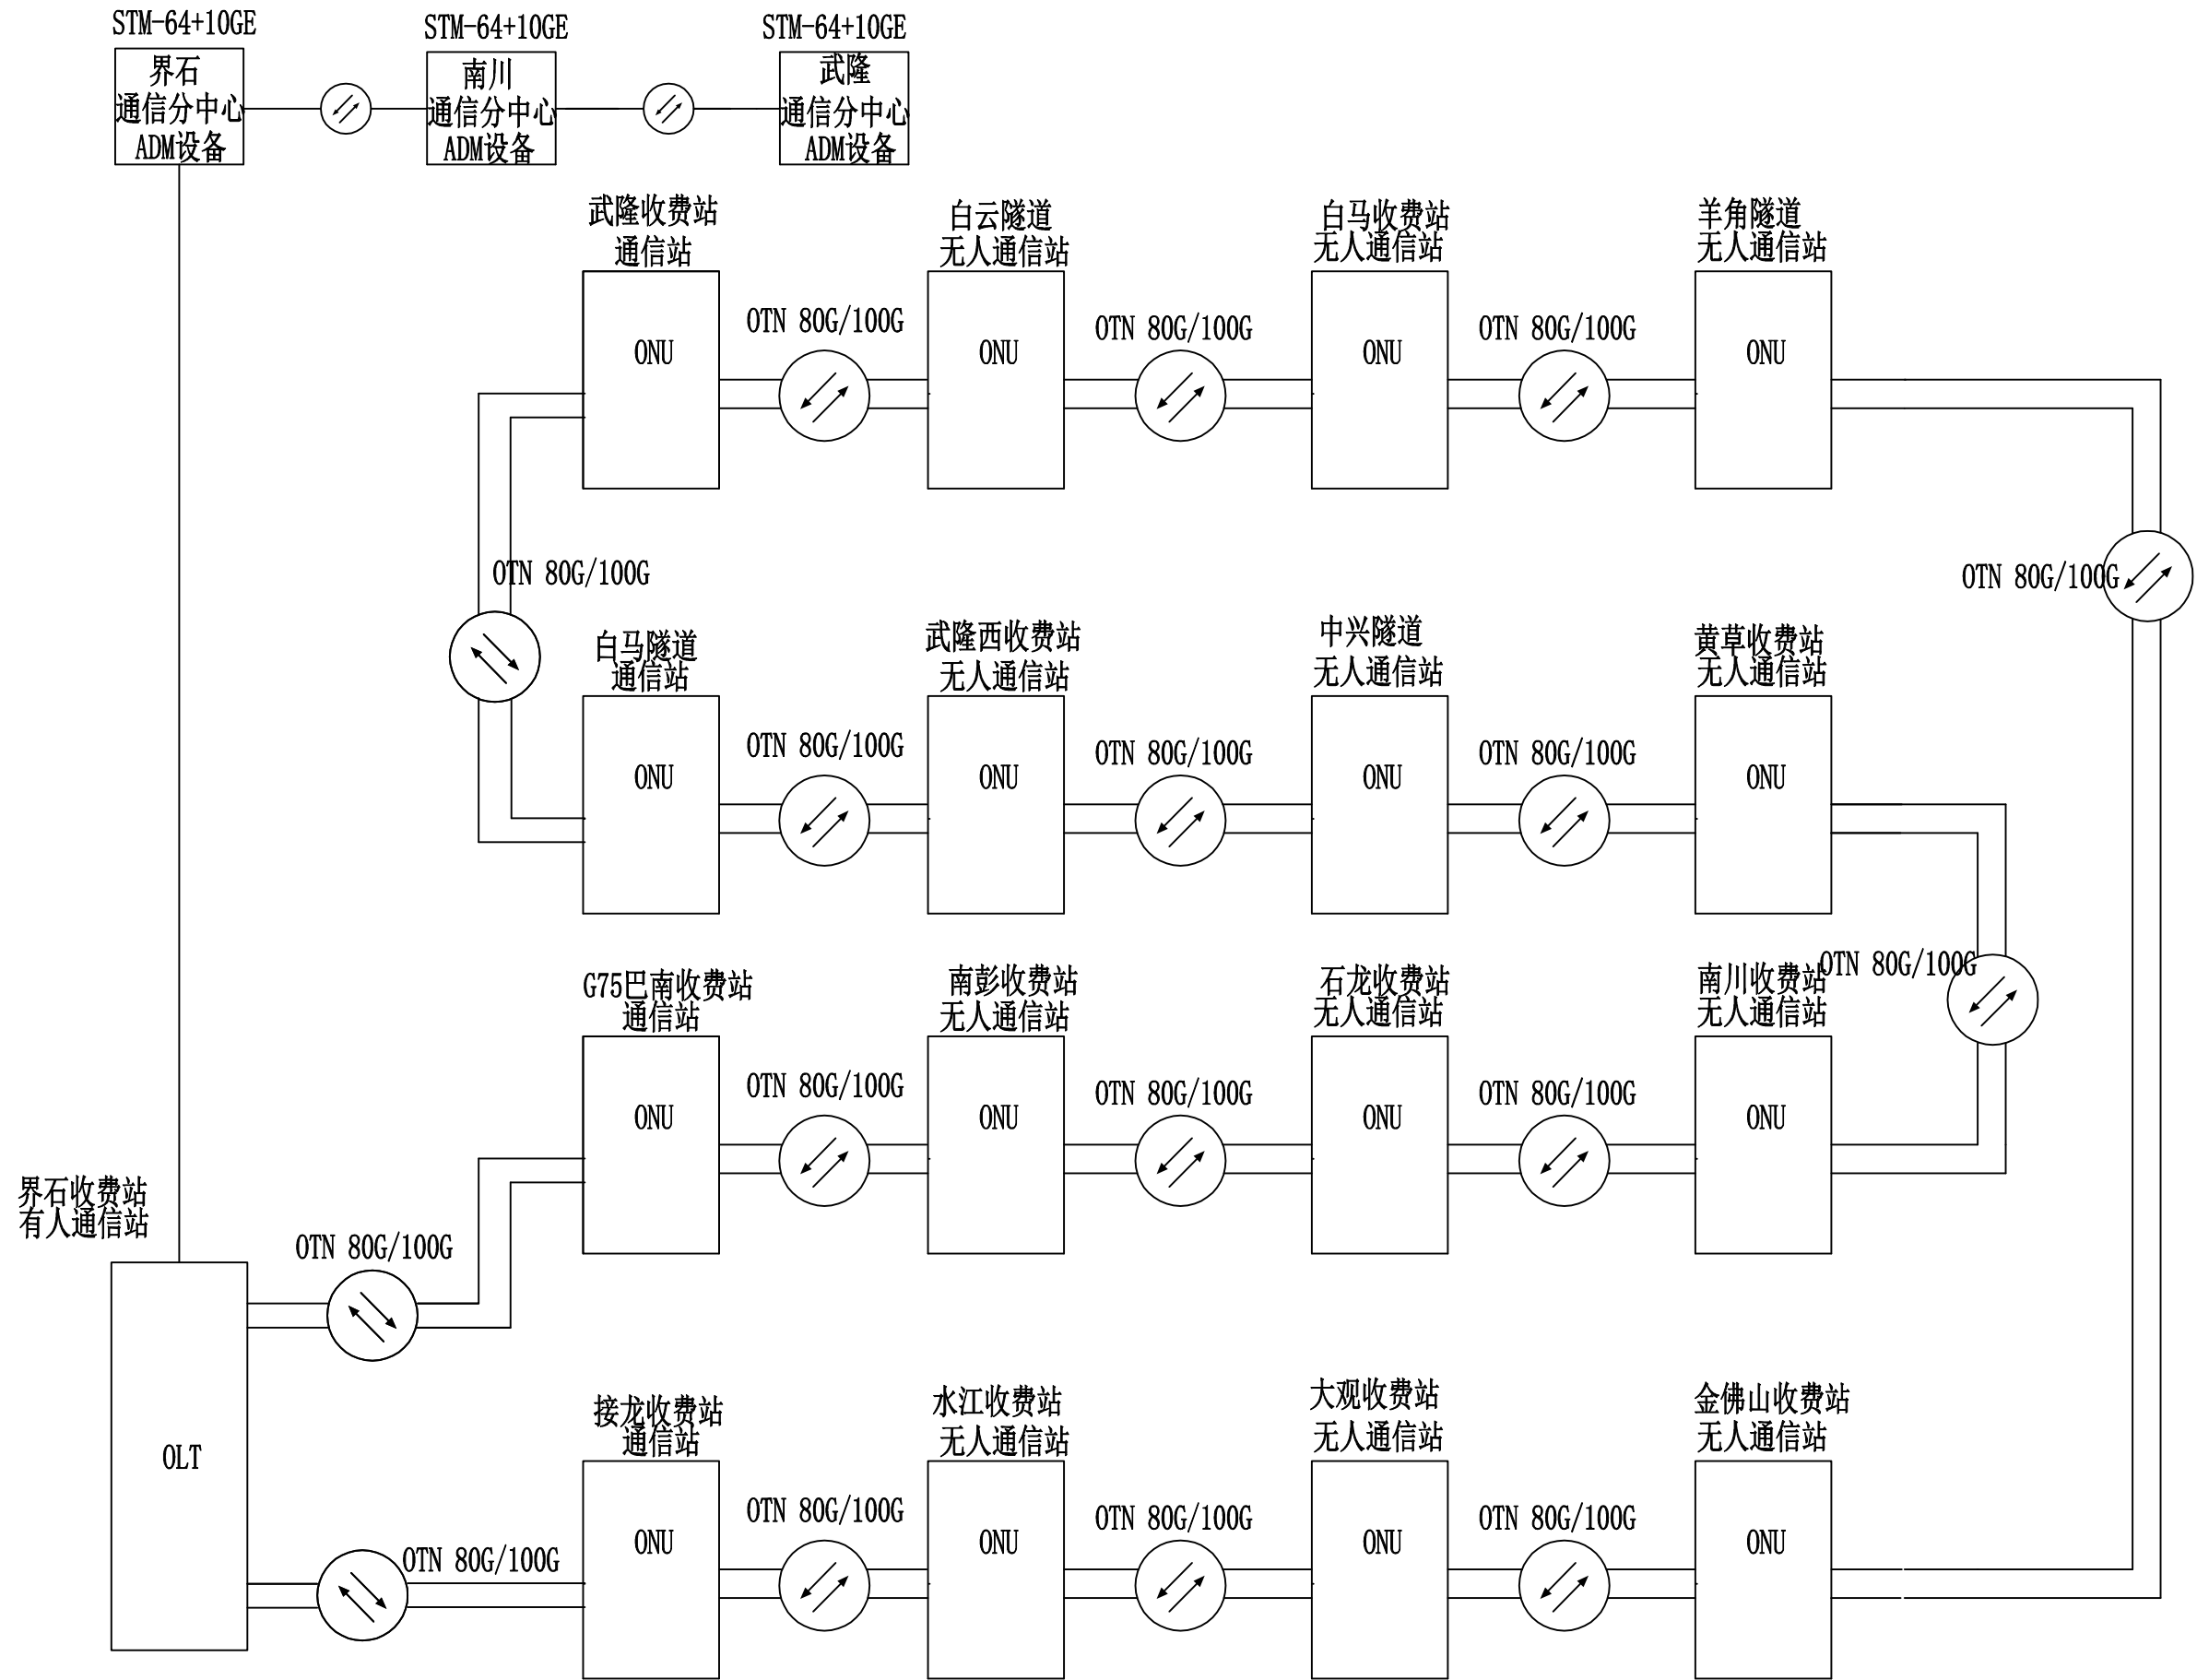 STM-64+10GE
界石
通信分中心
ADM设备
STM-64+10GE
南川
通信分中心
ADM设备
STM-64+10GE
武隆
通信分中心
ADM设备
武隆收费站
通信站
ONU
OTN 80G/100G
白云隧道
无人通信站
ONU
OTN 80G/100G
白马收费站
无人通信站
ONU
OTN 80G/100G
羊角隧道
无人通信站
ONU
OTN 80G/100G
OTN 80G/100G
白马隧道
通信站
ONU
OTN 80G/100G
武隆西收费站
无人通信站
ONU
OTN 80G/100G
中兴隧道
无人通信站
ONU
OTN 80G/100G
黄草收费站
无人通信站
ONU
OTN 80G/100G
G75巴南收费站
通信站
ONU
OTN 80G/100G
南彭收费站
无人通信站
ONU
OTN 80G/100G
石龙收费站
无人通信站
ONU
OTN 80G/100G
南川收费站
无人通信站
ONU
界石收费站
有人通信站
OLT
OTN 80G/100G
OTN 80G/100G
接龙收费站
通信站
ONU
OTN 80G/100G
水江收费站
无人通信站
ONU
OTN 80G/100G
大观收费站
无人通信站
ONU
OTN 80G/100G
金佛山收费站
无人通信站
ONU